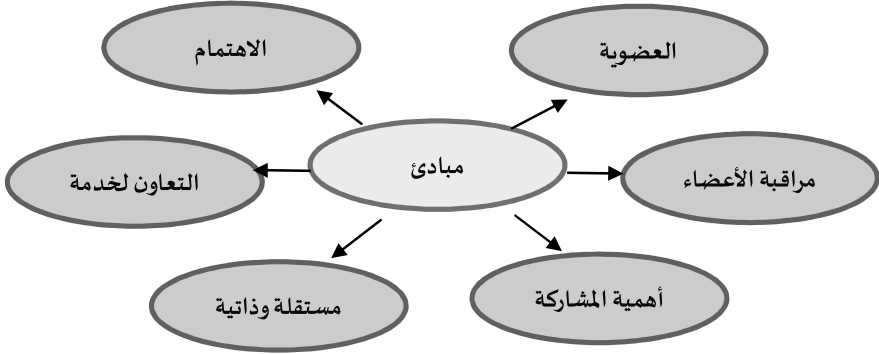 العضوية
الاهتمام
مبادئ
مراقبة الأعضاء
التعاون لخدمة
أهمية المشاركة
مستقلة وذاتية